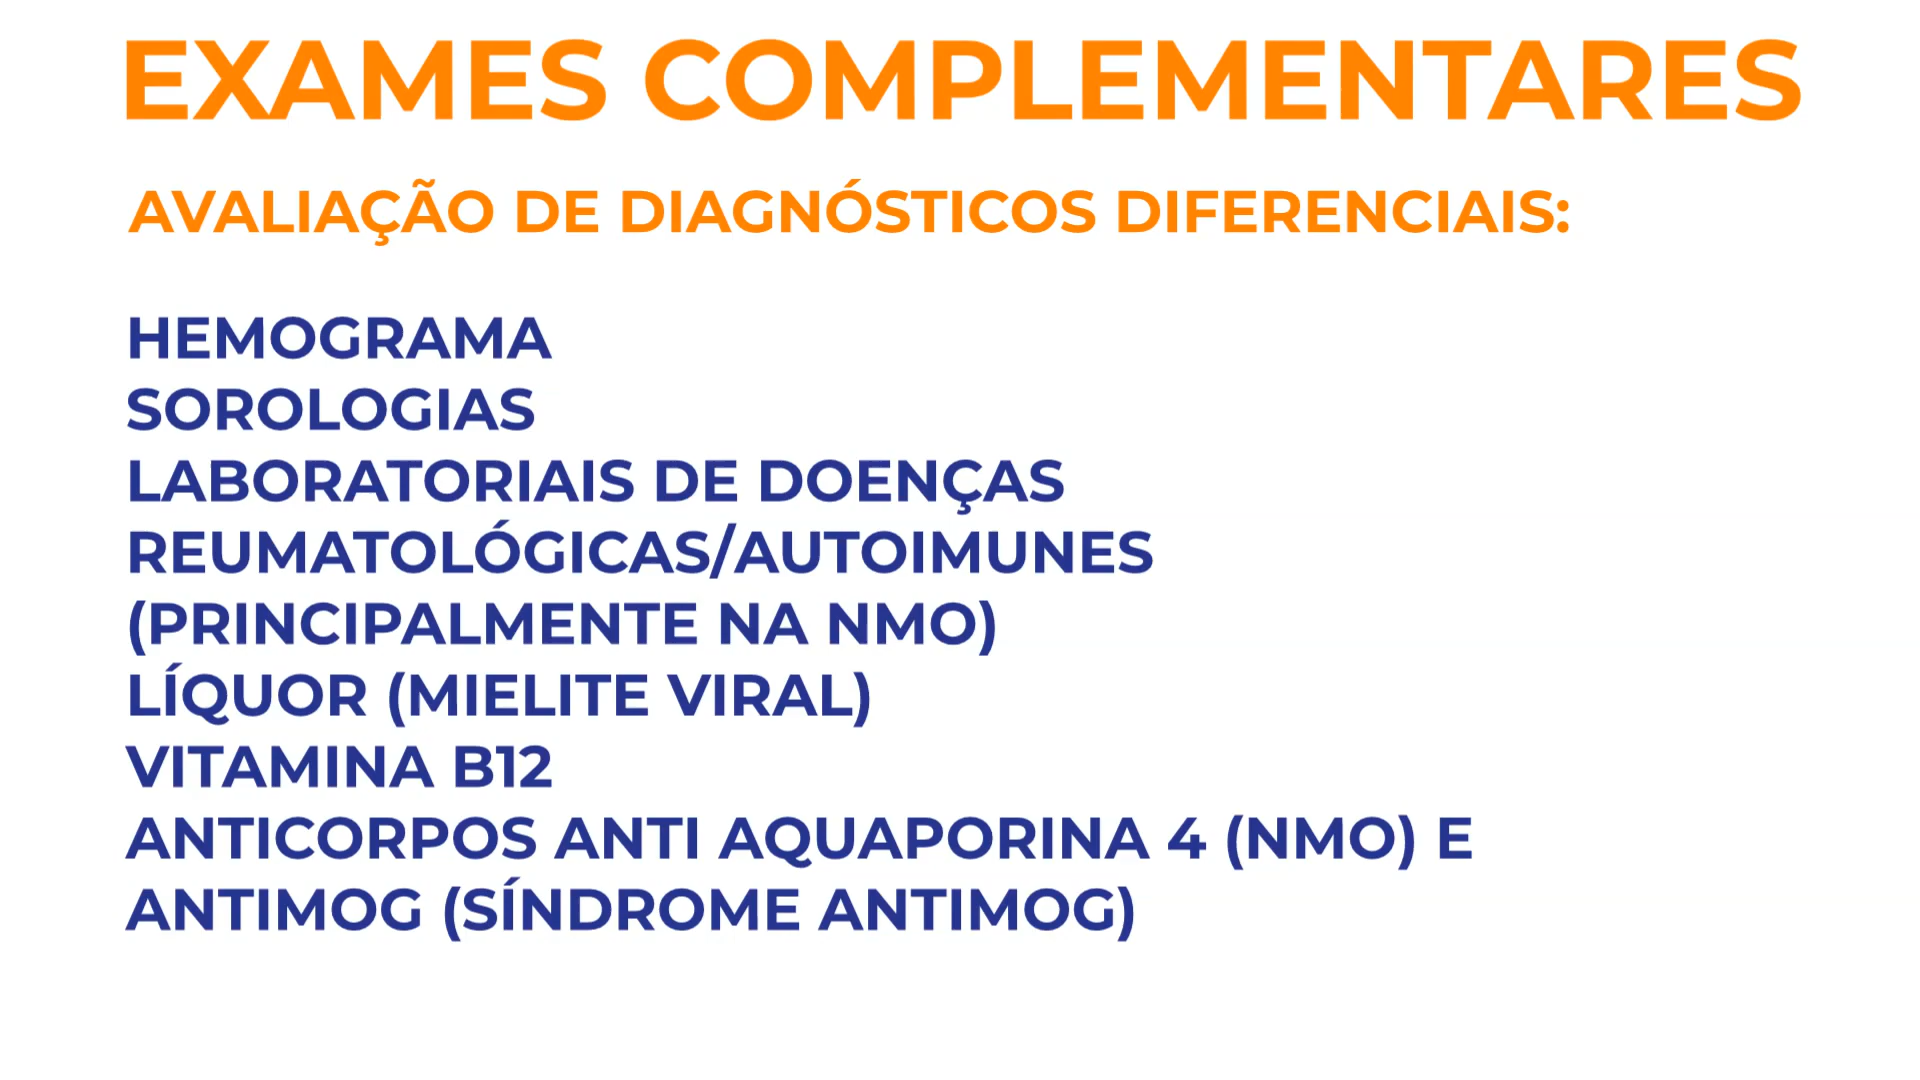 EXAMES COMPLEMENTARES
AVALIAÇÃO DE DIAGNÓSTICOS DIFERENCIAIS:
HEMOGRAMA
SOROLOGIAS
LABORATORIAIS DE DOENÇAS
REUMATOLÓGICAS/AUTOIMUNES
(PRINCIPALMENTE NA NMO)
LÍQUOR (MIELITE VIRAL)
VITAMINA B12
ANTICORPOS ANTI AQUAPORINA 4 (NMO) E
ANTIMOG (SÍNDROME ANTIMOG)